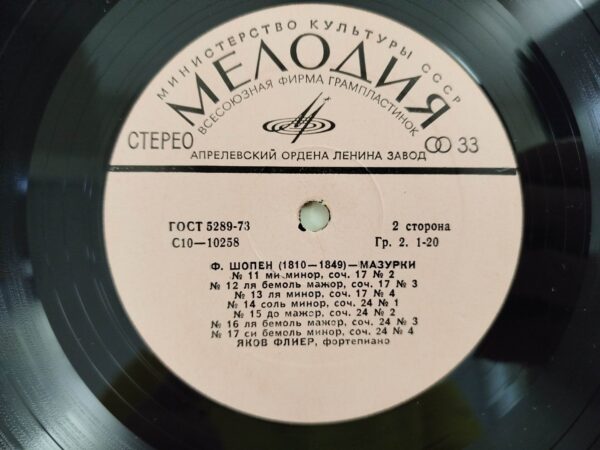 МИНИСТЕРСТВО КУЛЬТУРЫ СССР
МЕЛОДИЯ
ВСЕСОЮЗНАЯ ФИРМА ГРАМПЛАСТИНОК
СТЕРЕО 33
АПРЕЛЕВСКИЙ ОРДЕНА ЛЕНИНА ЗАВОД
ГОСТ 5289-73 2 сторона
С10—10258 Гр. 2. 1-20
Ф. ШОПЕН (1810—1849)—МАЗУРКИ
№ 11 ми минор, соч. 17 № 2
№ 12 ля бемоль мажор, соч. 17 № 3
№ 13 ля минор, соч. 17 № 4
№ 14 соль минор, соч. 24 № 1
№ 15 до мажор, соч. 24 № 2
№ 16 ля бемоль мажор, соч. 24 № 3
№ 17 си бемоль минор, соч. 24 № 4
ЯКОВ ФЛИЕР, фортепиано